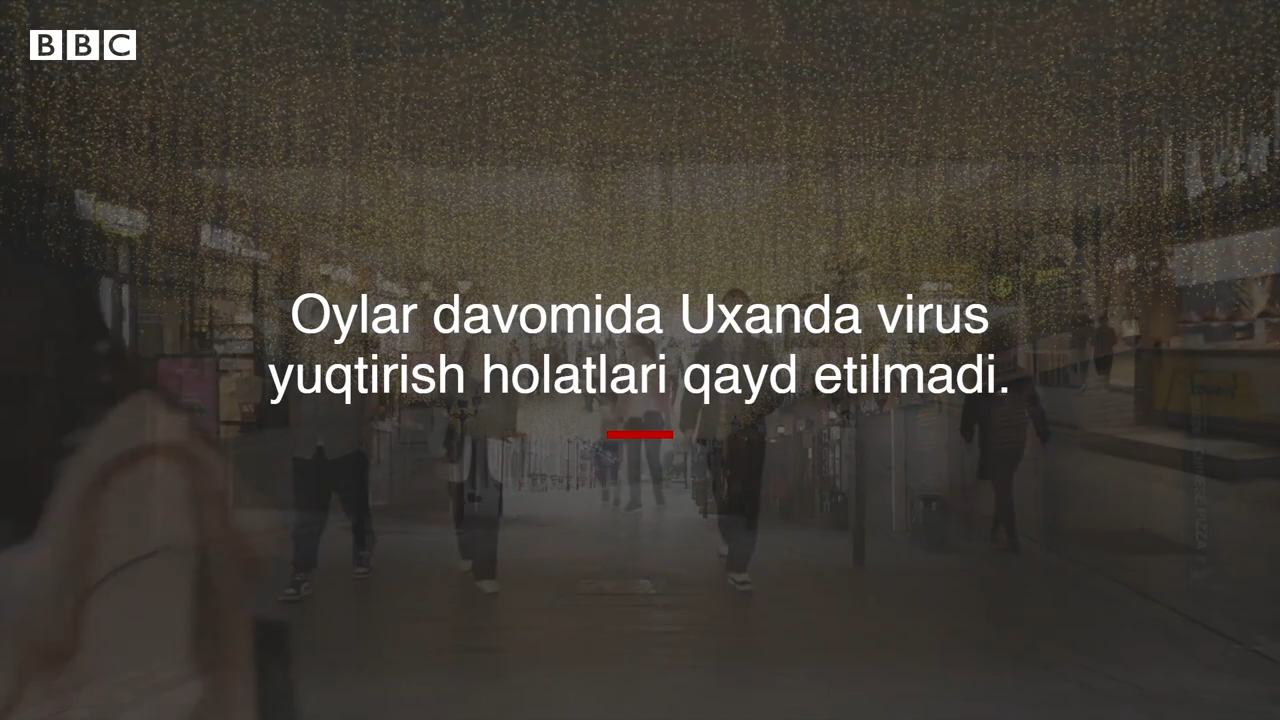 BBC
Oylar davomida Uxanda virus
yuqtirish holatlari qayd etilmadi.